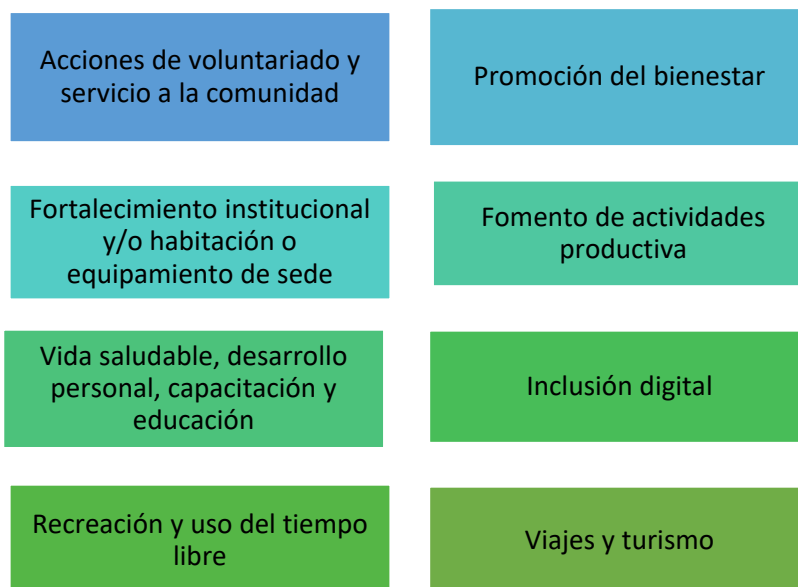 Acciones de voluntariado y
servicio a la comunidad
Promoción del bienestar
Fortalecimiento institucional
y/o habitación o
equipamiento de sede
Fomento de actividades
productiva
Vida saludable, desarrollo
personal, capacitación y
educación
Inclusión digital
Recreación y uso del tiempo
libre
Viajes y turismo